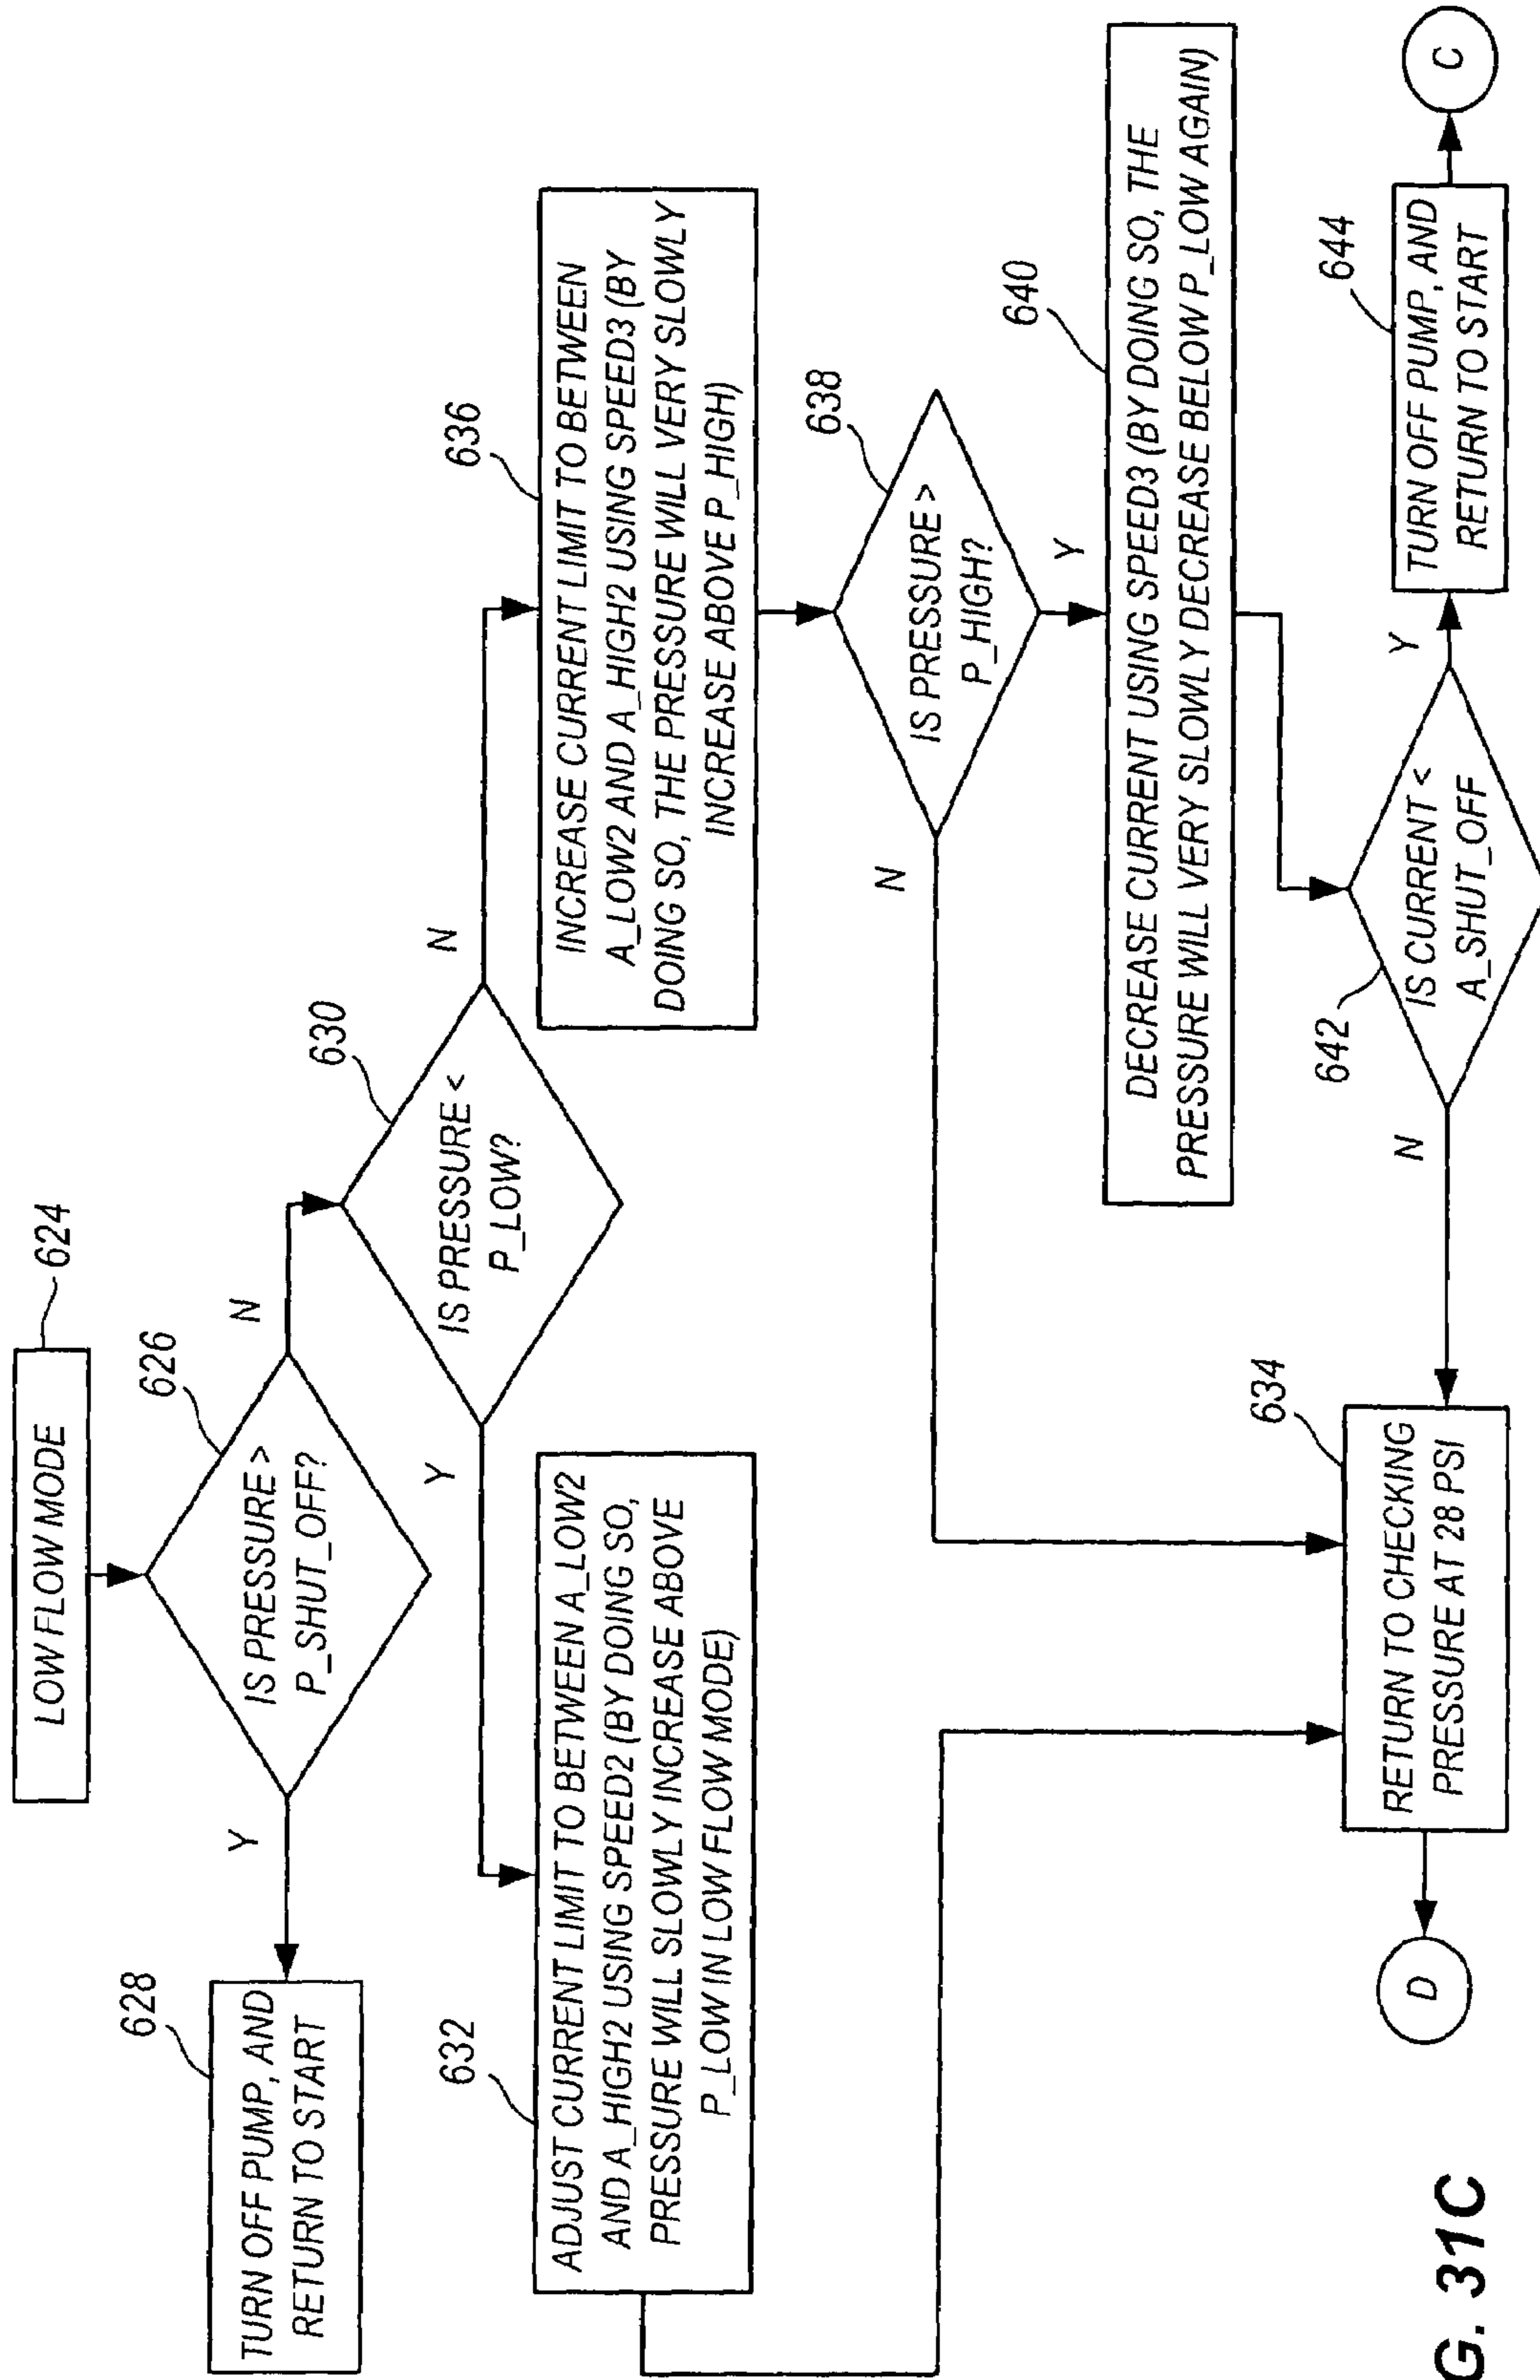 LOW FLOW MODE
624
626
IS PRESSURE >
P_SHUT_OFF?
Y
N
628
TURN OFF PUMP, AND
RETURN TO START
630
IS PRESSURE <
P_LOW?
Y
N
632
ADJUST CURRENT LIMIT TO BETWEEN A_LOW2
AND A_HIGH2 USING SPEED2 (BY DOING SO,
PRESSURE WILL SLOWLY INCREASE ABOVE
P_LOW IN LOW FLOW MODE)
636
INCREASE CURRENT LIMIT TO BETWEEN
A_LOW2 AND A_HIGH2 USING SPEED3 (BY
DOING SO, THE PRESSURE WILL VERY SLOWLY
INCREASE ABOVE P_HIGH)
638
IS PRESSURE >
P_HIGH?
N
Y
640
DECREASE CURRENT USING SPEED3 (BY DOING SO, THE
PRESSURE WILL VERY SLOWLY DECREASE BELOW P_LOW AGAIN)
634
RETURN TO CHECKING
PRESSURE AT 28 PSI
D
642
IS CURRENT <
A_SHUT_OFF
N
Y
644
TURN OFF PUMP, AND
RETURN TO START
C
G. 31C